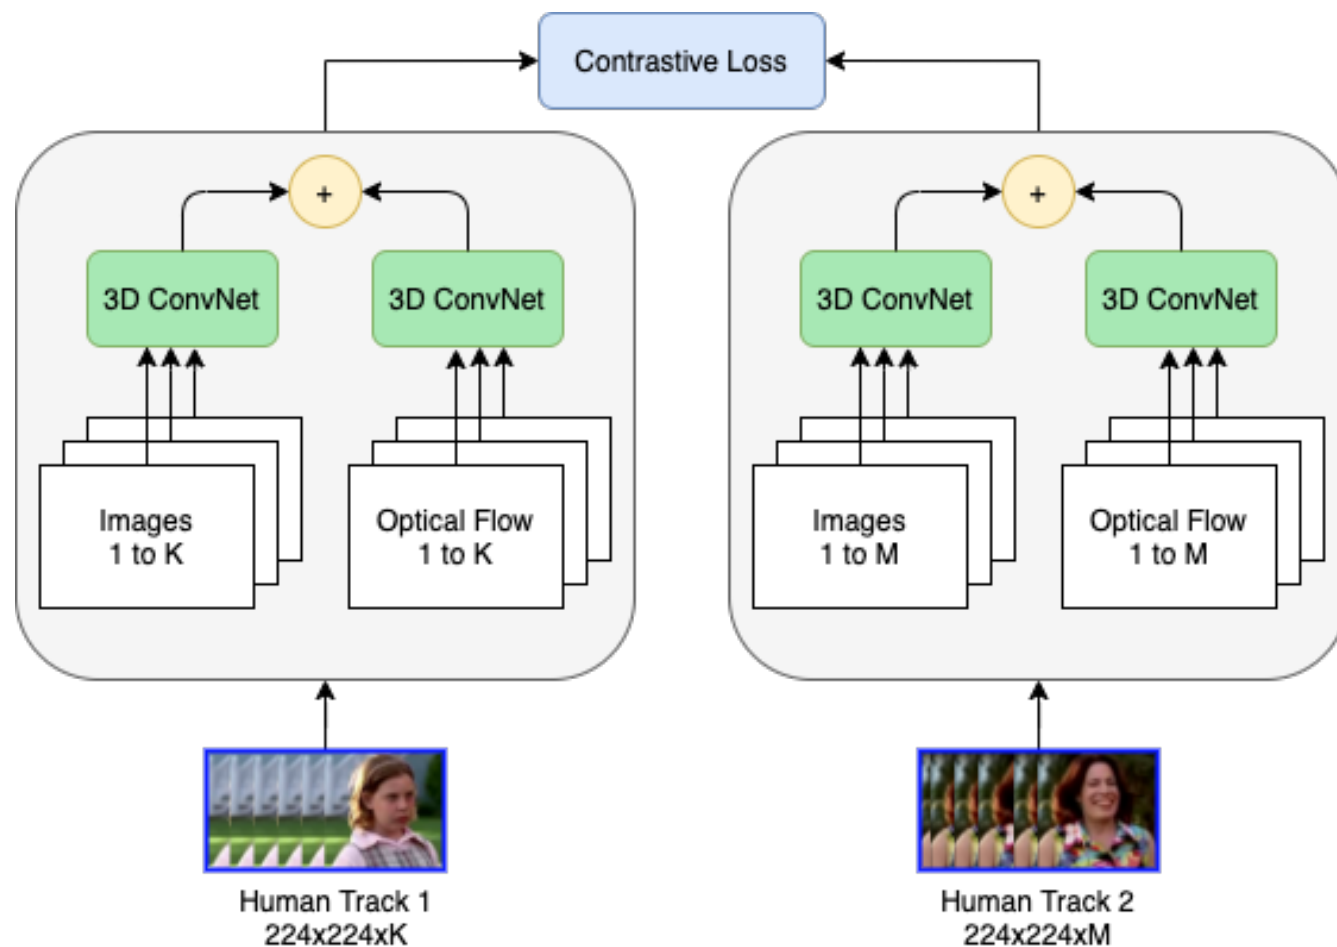 Contrastive Loss
+
+
3D ConvNet
3D ConvNet
3D ConvNet
3D ConvNet
Images
1 to K
Optical Flow
1 to K
Images
1 to M
Optical Flow
1 to M
Human Track 1
224x224xK
Human Track 2
224x224xM